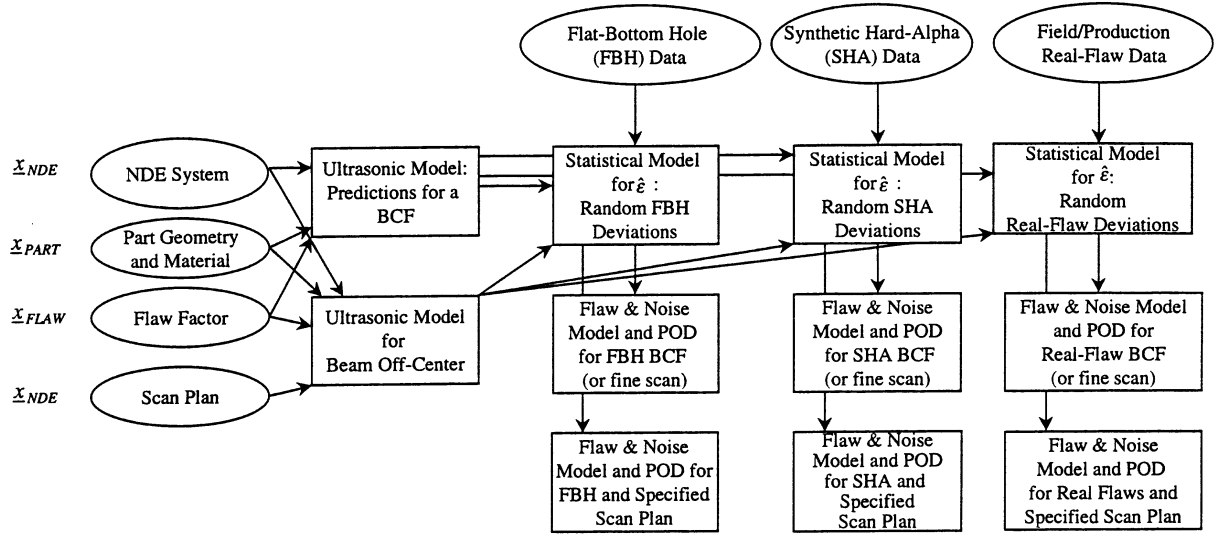 Flat-Bottom Hole
(FBH) Data
Synthetic Hard-Alpha
(SHA) Data
Field/Production
Real-Flaw Data
x NDE
NDE System
x PART
Part Geometry
and Material
x FLAW
Flaw Factor
x NDE
Scan Plan
Ultrasonic Model:
Predictions for a
BCF
Ultrasonic Model
for
Beam Off-Center
Statistical Model
for ε̂ :
Random FBH
Deviations
Statistical Model
for ε̂ :
Random SHA
Deviations
Statistical Model
for ε̂:
Random
Real-Flaw Deviations
Flaw & Noise
Model and POD
for FBH BCF
(or fine scan)
Flaw & Noise
Model and POD
for SHA BCF
(or fine scan)
Flaw & Noise Model
and POD for
Real-Flaw BCF
(or fine scan)
Flaw & Noise
Model and POD for
FBH and Specified
Scan Plan
Flaw & Noise
Model and POD
for SHA and
Specified
Scan Plan
Flaw & Noise
Model and POD
for Real Flaws and
Specified Scan Plan